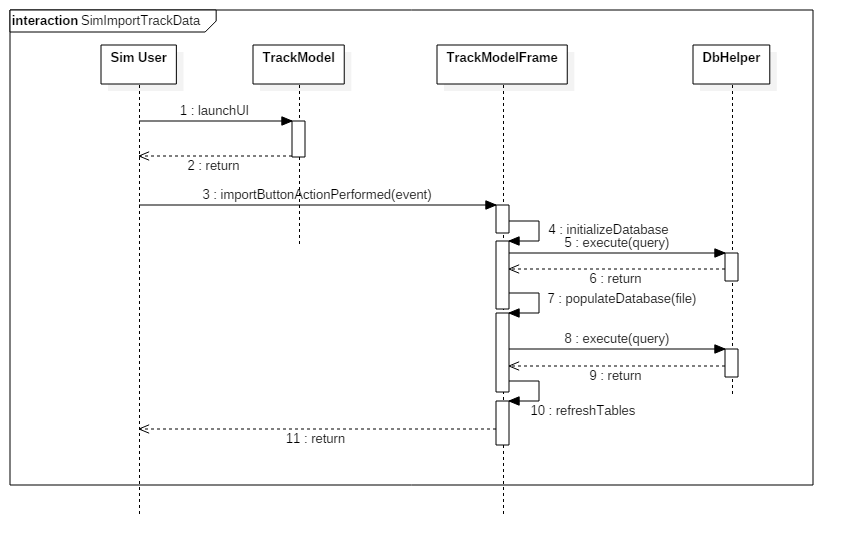 interaction SimImportTrackData
Sim User
TrackModel
TrackModelFrame
DbHelper
1 : launchUI
2 : return
3 : importButtonActionPerformed(event)
4 : initializeDatabase
5 : execute(query)
6 : return
7 : populateDatabase(file)
8 : execute(query)
9 : return
10 : refreshTables
11 : return